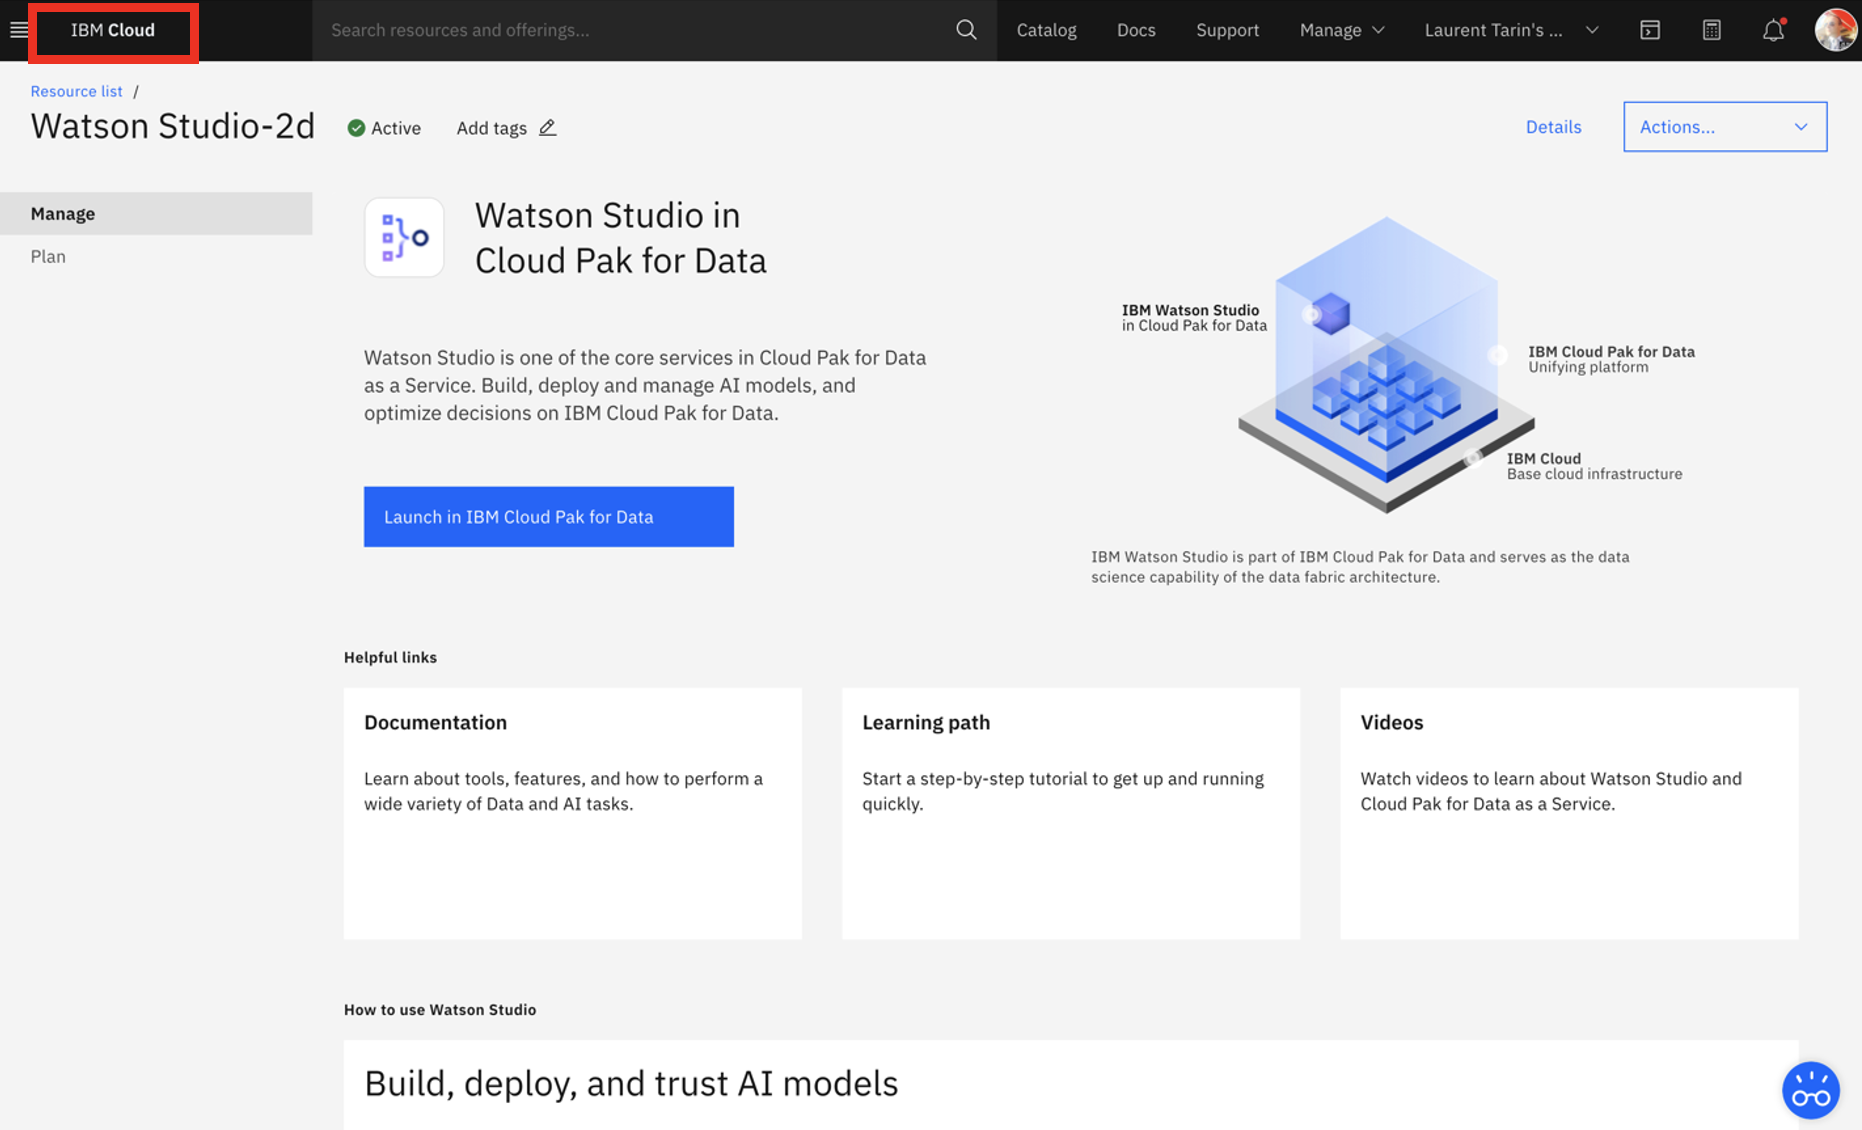 IBM Cloud
Search resources and offerings...
Catalog
Docs
Support
Manage
Laurent Tarin's ...
Resource list /
Watson Studio-2d
Active
Add tags
Details
Actions...
Manage
Plan
Watson Studio in
Cloud Pak for Data
Watson Studio is one of the core services in Cloud Pak for Data
as a Service. Build, deploy and manage AI models, and
optimize decisions on IBM Cloud Pak for Data.
Launch in IBM Cloud Pak for Data
IBM Watson Studio
in Cloud Pak for Data
IBM Cloud Pak for Data
Unifying platform
IBM Cloud
Base cloud infrastructure
IBM Watson Studio is part of IBM Cloud Pak for Data and serves as the data
science capability of the data fabric architecture.
Helpful links
Documentation
Learn about tools, features, and how to perform a
wide variety of Data and AI tasks.
Learning path
Start a step-by-step tutorial to get up and running
quickly.
Videos
Watch videos to learn about Watson Studio and
Cloud Pak for Data as a Service.
How to use Watson Studio
Build, deploy, and trust AI models